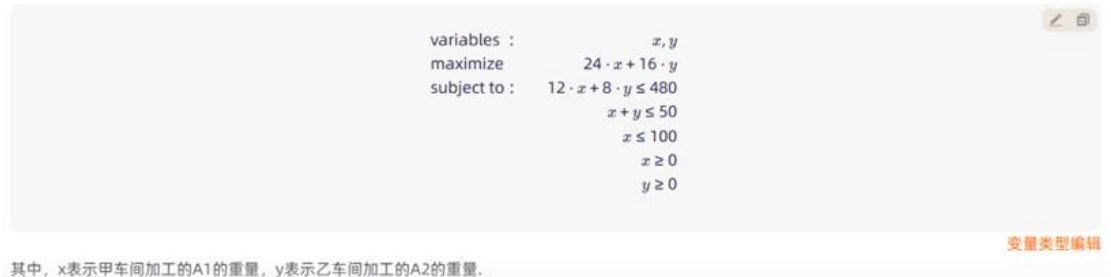 variables : x, y
maximize 24 · x + 16 · y
subject to : 12 · x + 8 · y ≤ 480
x + y ≤ 50
x ≤ 100
x ≥ 0
y ≥ 0
变量类型编辑
其中，x表示甲车间加工的A1的重量，y表示乙车间加工的A2的重量.